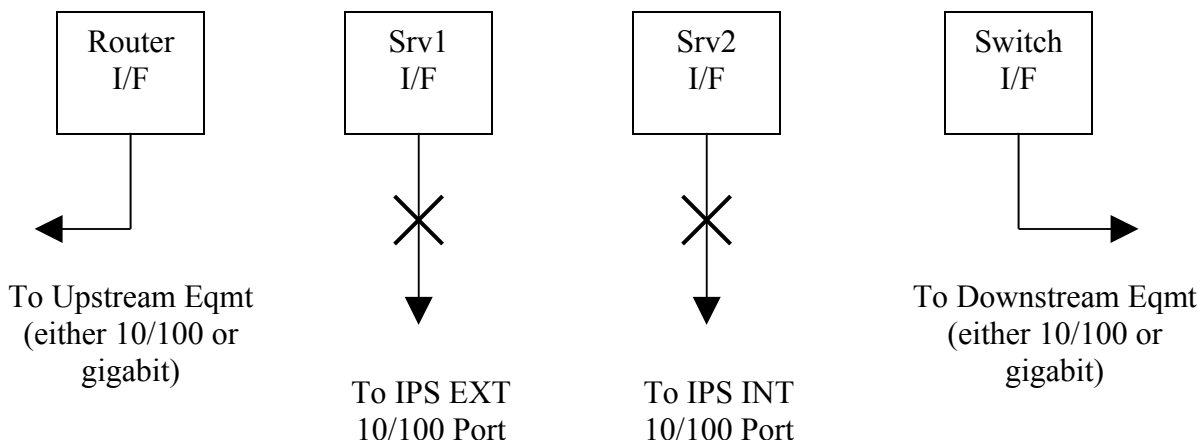 Router
I/F
Srv1
I/F
Srv2
I/F
Switch
I/F
To Upstream Eqmt
(either 10/100 or
gigabit)
To IPS EXT
10/100 Port
To IPS INT
10/100 Port
To Downstream Eqmt
(either 10/100 or
gigabit)